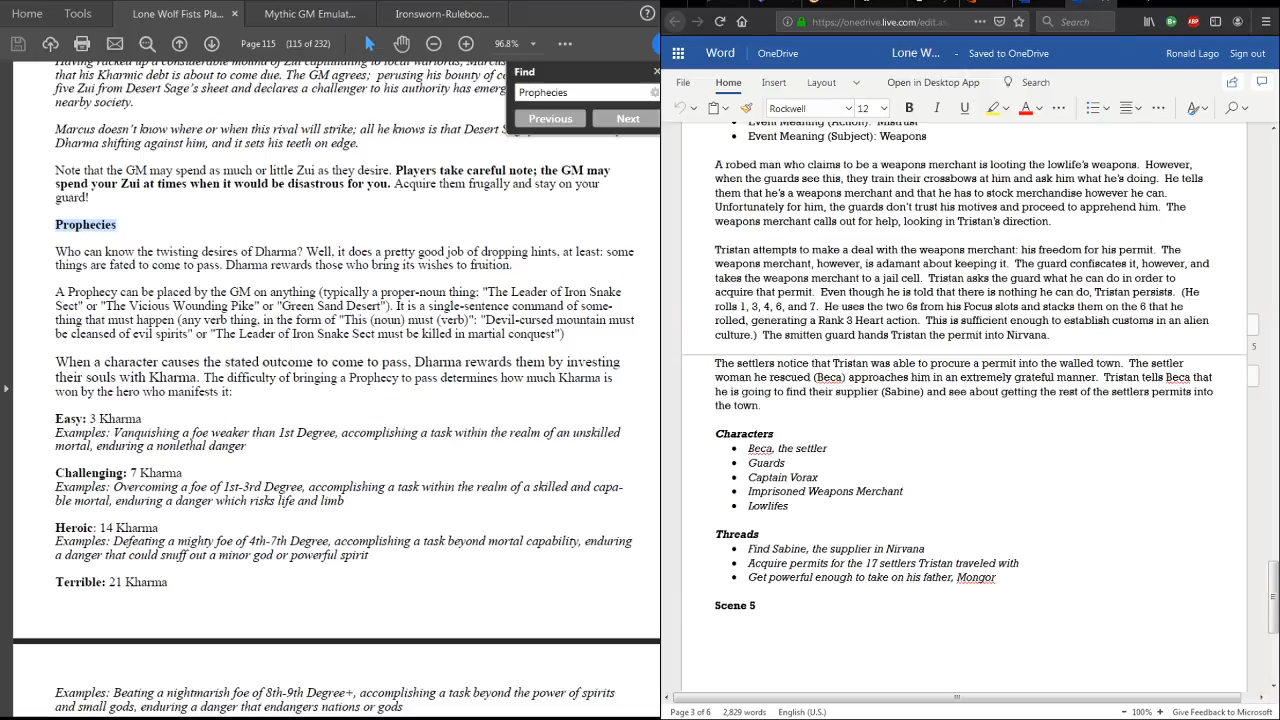 Home Tools Lone Wolf Fists Pla... × Mythic GM Emulat... Ironsworn-Ruleboo...
Page 115 (115 of 232) 96.8%
Having racked up a considerable mound of Zui capitulating to local warlords, Marcus
that his Kharmic debt is about to come due. The GM agrees; perusing his bounty of c
five Zui from Desert Sage's sheet and declares a challenger to his authority has emerg
nearby society.
Marcus doesn't know where or when this rival will strike; all he knows is that Desert S
Dharma shifting against him, and it sets his teeth on edge.
Find
Prophecies
Previous Next
Note that the GM may spend as much or little Zui as they desire. Players take careful note; the GM may
spend your Zui at times when it would be disastrous for you. Acquire them frugally and stay on your
guard!
Prophecies
Who can know the twisting desires of Dharma? Well, it does a pretty good job of dropping hints, at least: some
things are fated to come to pass. Dharma rewards those who bring its wishes to fruition.
A Prophecy can be placed by the GM on anything (typically a proper-noun thing; "The Leader of Iron Snake
Sect" or "The Vicious Wounding Pike" or "Green Sand Desert"). It is a single-sentence command of some-
thing that must happen (any verb thing, in the form of "This (noun) must (verb)": "Devil-cursed mountain must
be cleansed of evil spirits" or "The Leader of Iron Snake Sect must be killed in martial conquest")
When a character causes the stated outcome to come to pass, Dharma rewards them by investing
their souls with Kharma. The difficulty of bringing a Prophecy to pass determines how much Kharma is
won by the hero who manifests it:
Easy: 3 Kharma
Examples: Vanquishing a foe weaker than 1st Degree, accomplishing a task within the realm of an unskilled
mortal, enduring a nonlethal danger
Challenging: 7 Kharma
Examples: Overcoming a foe of 1st-3rd Degree, accomplishing a task within the realm of a skilled and capa-
ble mortal, enduring a danger which risks life and limb
Heroic: 14 Kharma
Examples: Defeating a mighty foe of 4th-7th Degree, accomplishing a task beyond mortal capability, enduring
a danger that could snuff out a minor god or powerful spirit
Terrible: 21 Kharma
Examples: Beating a nightmarish foe of 8th-9th Degree+, accomplishing a task beyond the power of spirits
and small gods, enduring a danger that endangers nations or gods
https://onedrive.live.com/edit.as Search
Word OneDrive Lone W... - Saved to OneDrive Ronald Lago Sign out
File Home Insert Layout Open in Desktop App Search
Rockwell 12 B I U A
• Event Meaning (Action): Mistrust
• Event Meaning (Subject): Weapons
A robed man who claims to be a weapons merchant is looting the lowlife's weapons. However,
when the guards see this, they train their crossbows at him and ask him what he's doing. He tells
them that he's a weapons merchant and that he has to stock merchandise however he can.
Unfortunately for him, the guards don't trust his motives and proceed to apprehend him. The
weapons merchant calls out for help, looking in Tristan's direction.
Tristan attempts to make a deal with the weapons merchant: his freedom for his permit. The
weapons merchant, however, is adamant about keeping it. The guard confiscates it, however, and
takes the weapons merchant to a jail cell. Tristan asks the guard what he can do in order to
acquire that permit. Even though he is told that there is nothing he can do, Tristan persists. (He
rolls 1, 3, 4, 6, and 7. He uses the two 6s from his Focus slots and stacks them on the 6 that he
rolled, generating a Rank 3 Heart action. This is sufficient enough to establish customs in an alien
culture.) The smitten guard hands Tristan the permit into Nirvana.
5
The settlers notice that Tristan was able to procure a permit into the walled town. The settler
woman he rescued (Beca) approaches him in an extremely grateful manner. Tristan tells Beca that
he is going to find their supplier (Sabine) and see about getting the rest of the settlers permits into
the town.
Characters
• Beca, the settler
• Guards
• Captain Vorax
• Imprisoned Weapons Merchant
• Lowlifes
Threads
• Find Sabine, the supplier in Nirvana
• Acquire permits for the 17 settlers Tristan traveled with
• Get powerful enough to take on his father, Mongor
Scene 5
Page 3 of 6 2,829 words English (U.S.) - 100% + Give Feedback to Microsoft